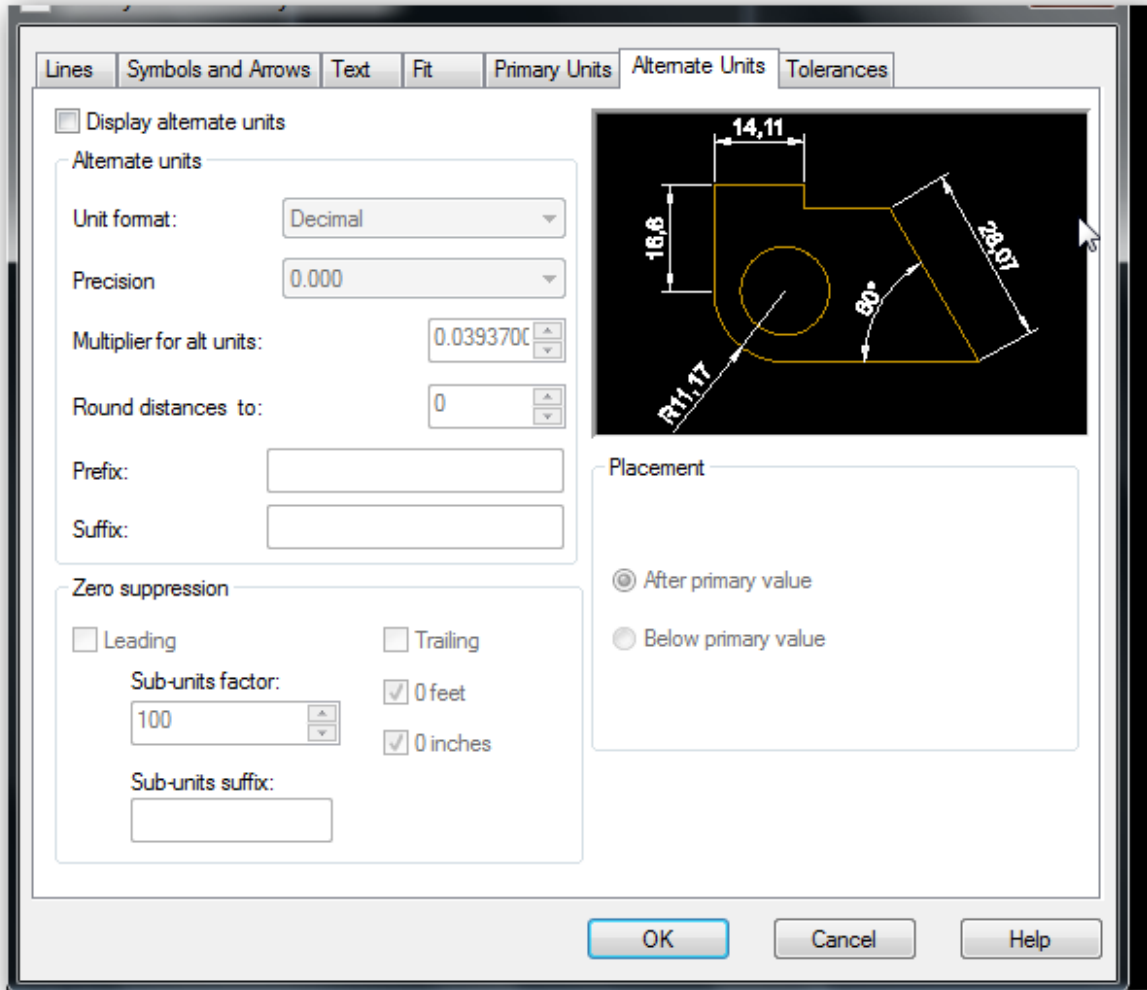 Lines Symbols and Arrows Text Fit Primary Units Alternate Units Tolerances
Display alternate units
Alternate units
Unit format: Decimal
Precision 0.000
Multiplier for alt units: 0.039370
Round distances to: 0
Prefix:
Suffix:
Zero suppression
Leading
Trailing
Sub-units factor:
100
0 feet
0 inches
Sub-units suffix:
14,11
16,6
28,07
60°
R11,17
Placement
After primary value
Below primary value
OK Cancel Help